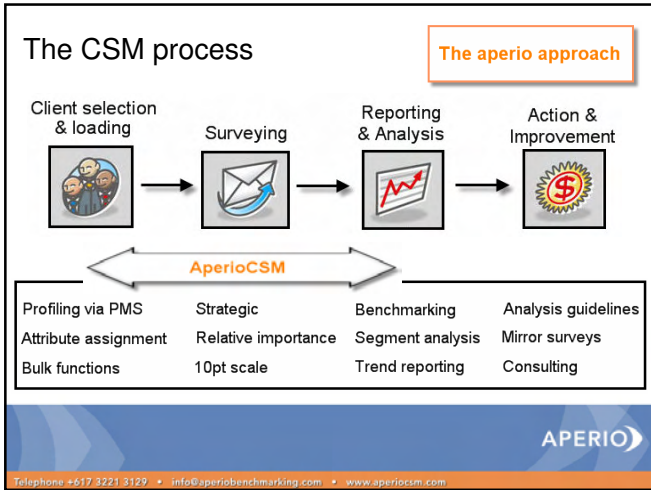 The CSM process
The aperio approach
Client selection
& loading
Surveying
Reporting
& Analysis
Action &
Improvement
$
AperioCSM
Profiling via PMS
Strategic
Benchmarking
Analysis guidelines
Attribute assignment
Relative importance
Segment analysis
Mirror surveys
Bulk functions
10pt scale
Trend reporting
Consulting
APERIO
Telephone +617 3221 3129 • info@aperiobenchmarking.com • www.aperiocsm.com